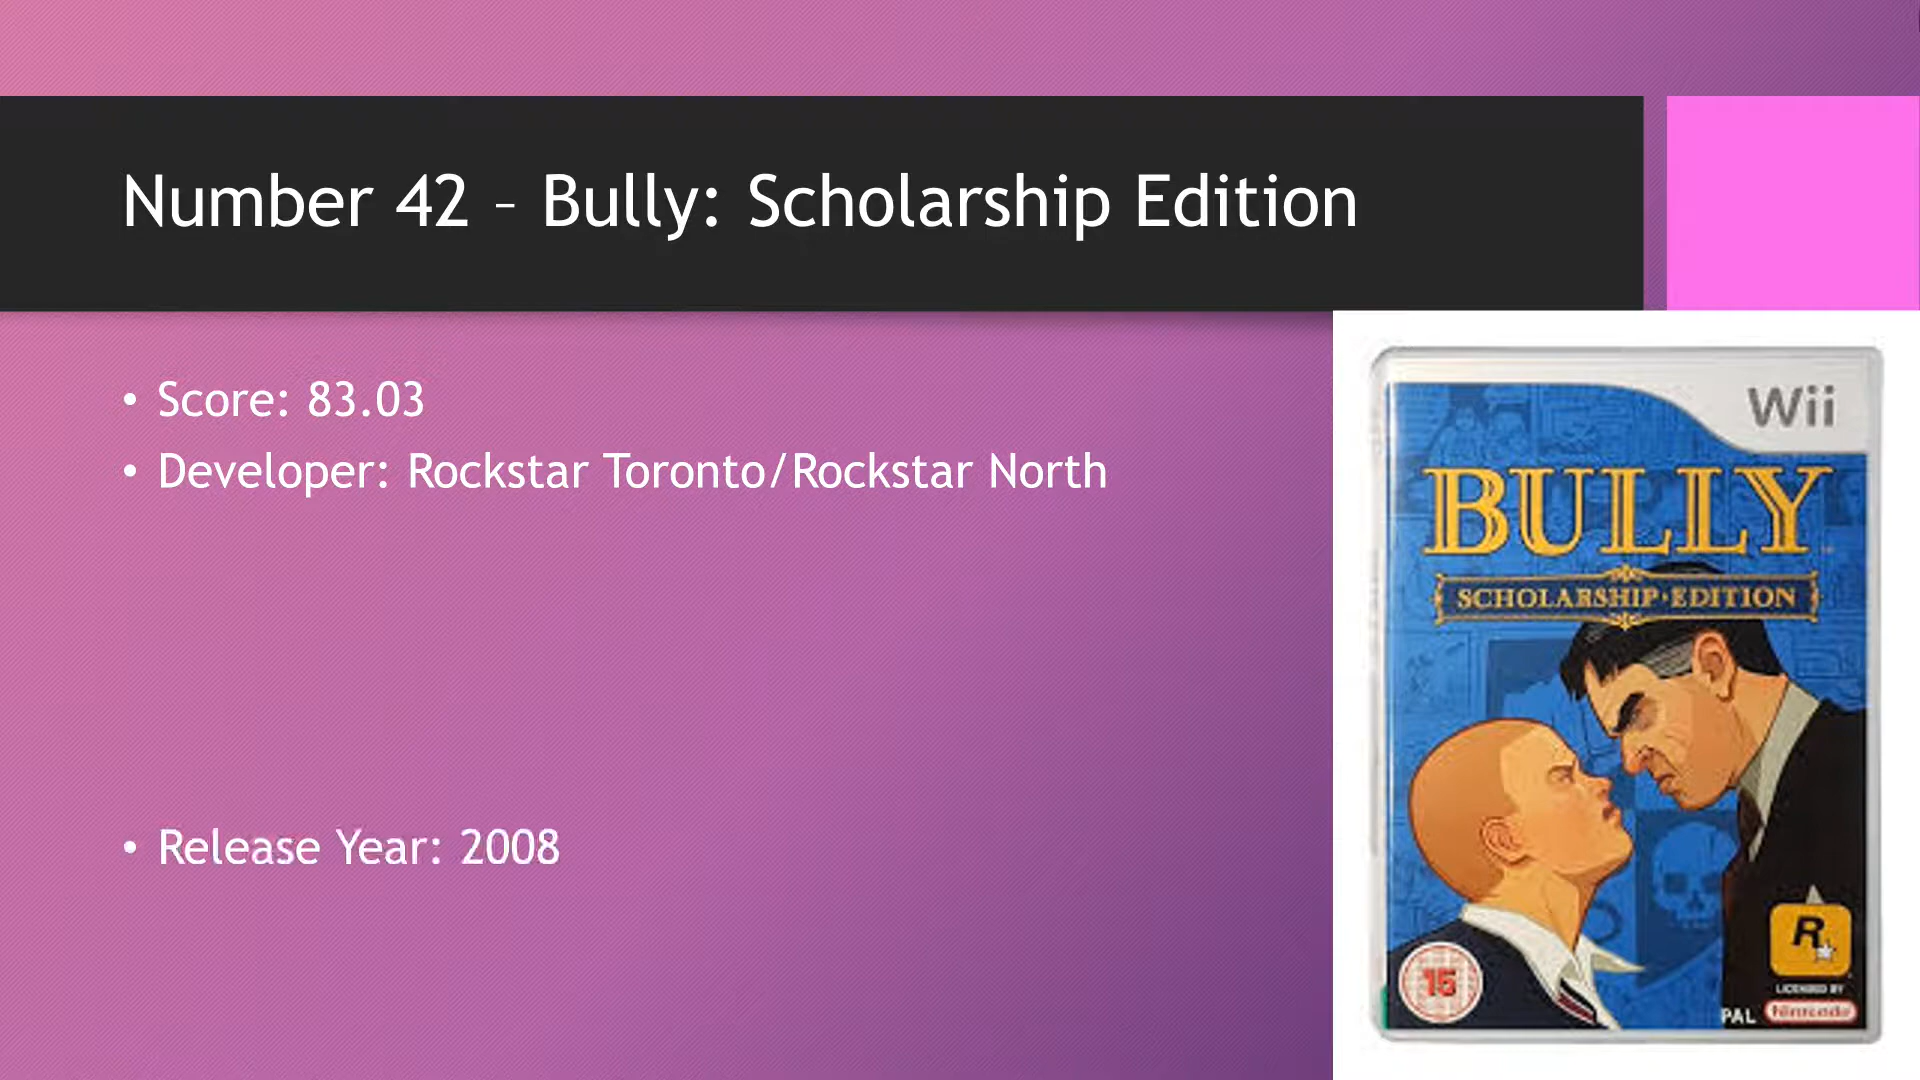 Number 42 – Bully: Scholarship Edition
• Score: 83.03
• Developer: Rockstar Toronto/Rockstar North
• Release Year: 2008
Wii
BULLY
SCHOLARSHIP·EDITION
R
15
LICENSED BY
PAL Nintendo